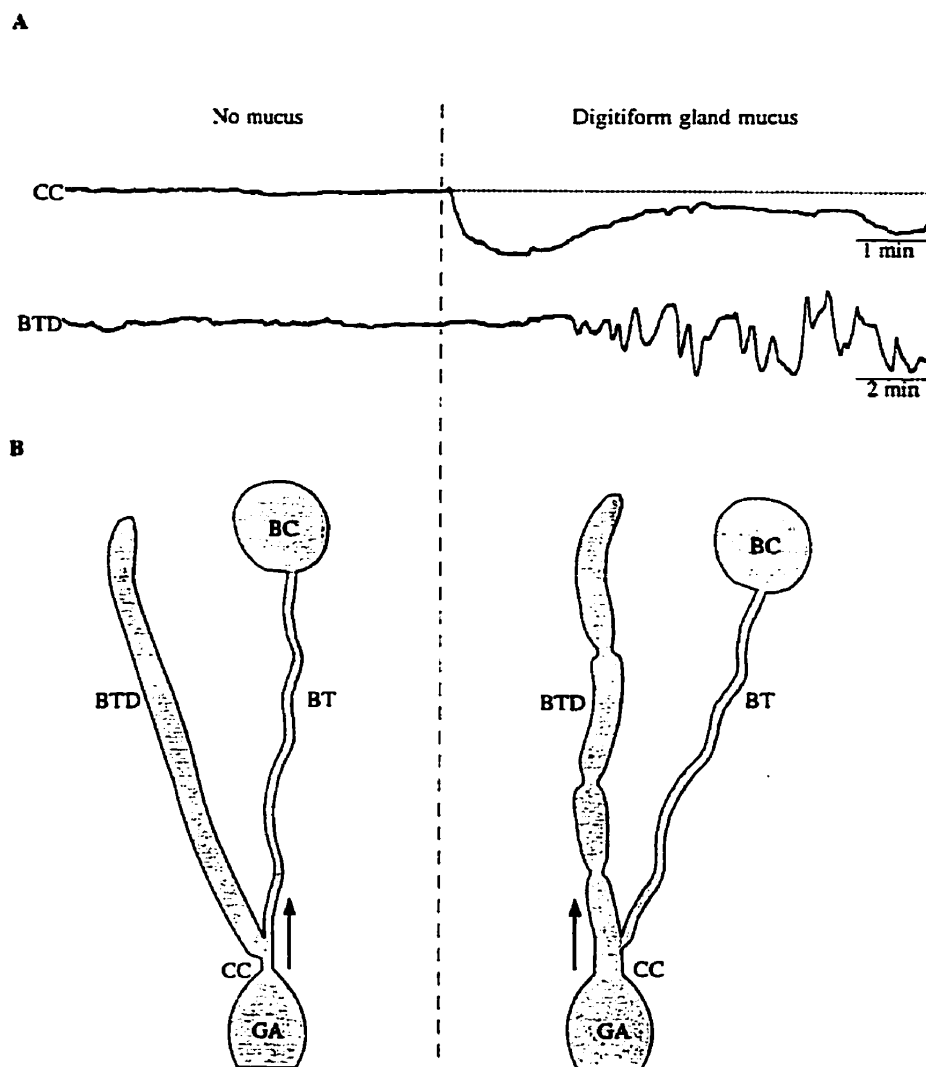 A
No mucus
Digitiform gland mucus
CC
1 min
BTD
2 min
B
BC
BC
BTD
BT
BTD
BT
CC
CC
GA
GA